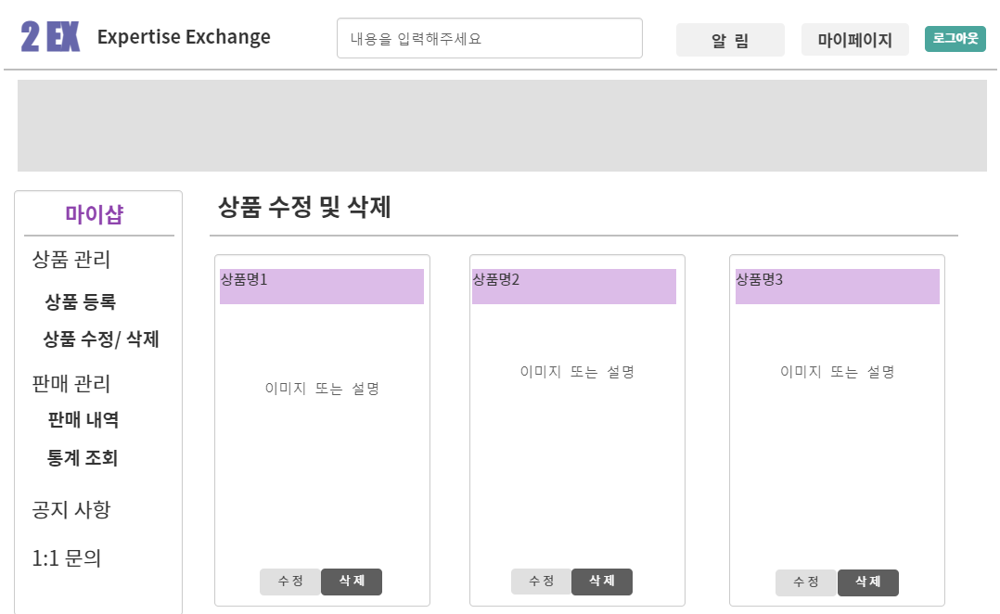 2 EX Expertise Exchange 내용을 입력해주세요 알 림 마이페이지 로그아웃
마이샵
상품 관리
상품 등록
상품 수정/ 삭제
판매 관리
판매 내역
통계 조회
공지 사항
1:1 문의
상품 수정 및 삭제
상품명1
이미지 또는 설명
수 정 삭 제
상품명2
이미지 또는 설명
수 정 삭 제
상품명3
이미지 또는 설명
수 정 삭 제